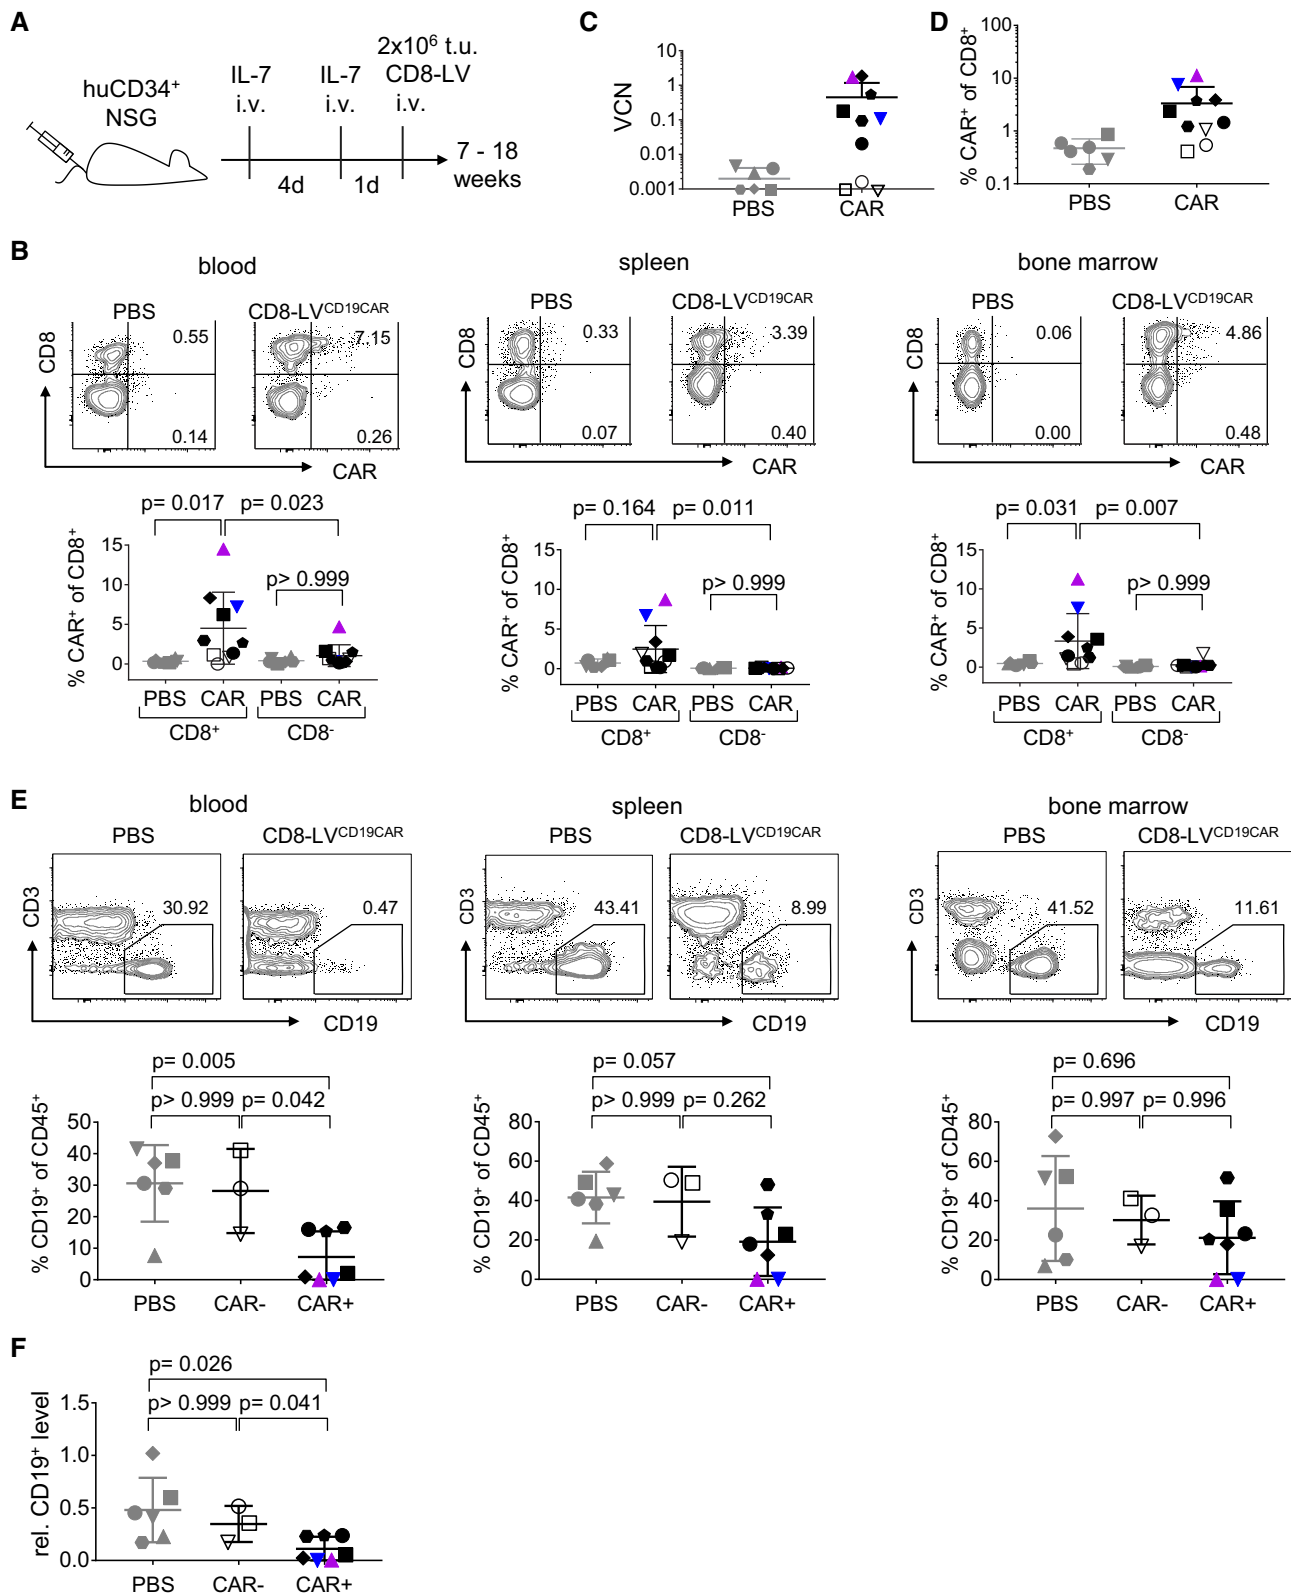 A
huCD34⁺
NSG
IL-7
i.v.
IL-7
i.v.
2x10⁶ t.u.
CD8-LV
i.v.
4d
1d
7 - 18
weeks
C
VCN
10
1
0.1
0.01
0.001
PBS
CAR
D
% CAR⁺ of CD8⁺
100
10
1
0.1
PBS
CAR
B
blood
PBS
CD8-LV^CD19CAR
CD8
0.55
0.14
7.15
0.26
CAR
spleen
PBS
CD8-LV^CD19CAR
CD8
0.33
0.07
3.39
0.40
CAR
bone marrow
PBS
CD8-LV^CD19CAR
CD8
0.06
0.00
4.86
0.48
CAR
p= 0.017
p= 0.023
p> 0.999
% CAR⁺ of CD8⁺
15
10
5
0
PBS
CAR
PBS
CAR
CD8⁺
CD8⁻
p= 0.164
p= 0.011
p> 0.999
% CAR⁺ of CD8⁺
15
10
5
0
PBS
CAR
PBS
CAR
CD8⁺
CD8⁻
p= 0.031
p= 0.007
p> 0.999
% CAR⁺ of CD8⁺
15
10
5
0
PBS
CAR
PBS
CAR
CD8⁺
CD8⁻
E
blood
PBS
CD8-LV^CD19CAR
CD3
30.92
0.47
CD19
spleen
PBS
CD8-LV^CD19CAR
CD3
43.41
8.99
CD19
bone marrow
PBS
CD8-LV^CD19CAR
CD3
41.52
11.61
CD19
p= 0.005
p> 0.999
p= 0.042
% CD19⁺ of CD45⁺
50
40
30
20
10
0
PBS
CAR-
CAR+
p= 0.057
p> 0.999
p= 0.262
% CD19⁺ of CD45⁺
80
60
40
20
0
PBS
CAR-
CAR+
p= 0.696
p= 0.997
p= 0.996
% CD19⁺ of CD45⁺
80
60
40
20
0
PBS
CAR-
CAR+
F
p= 0.026
p> 0.999
p= 0.041
rel. CD19⁺ level
1.5
1.0
0.5
0.0
PBS
CAR-
CAR+